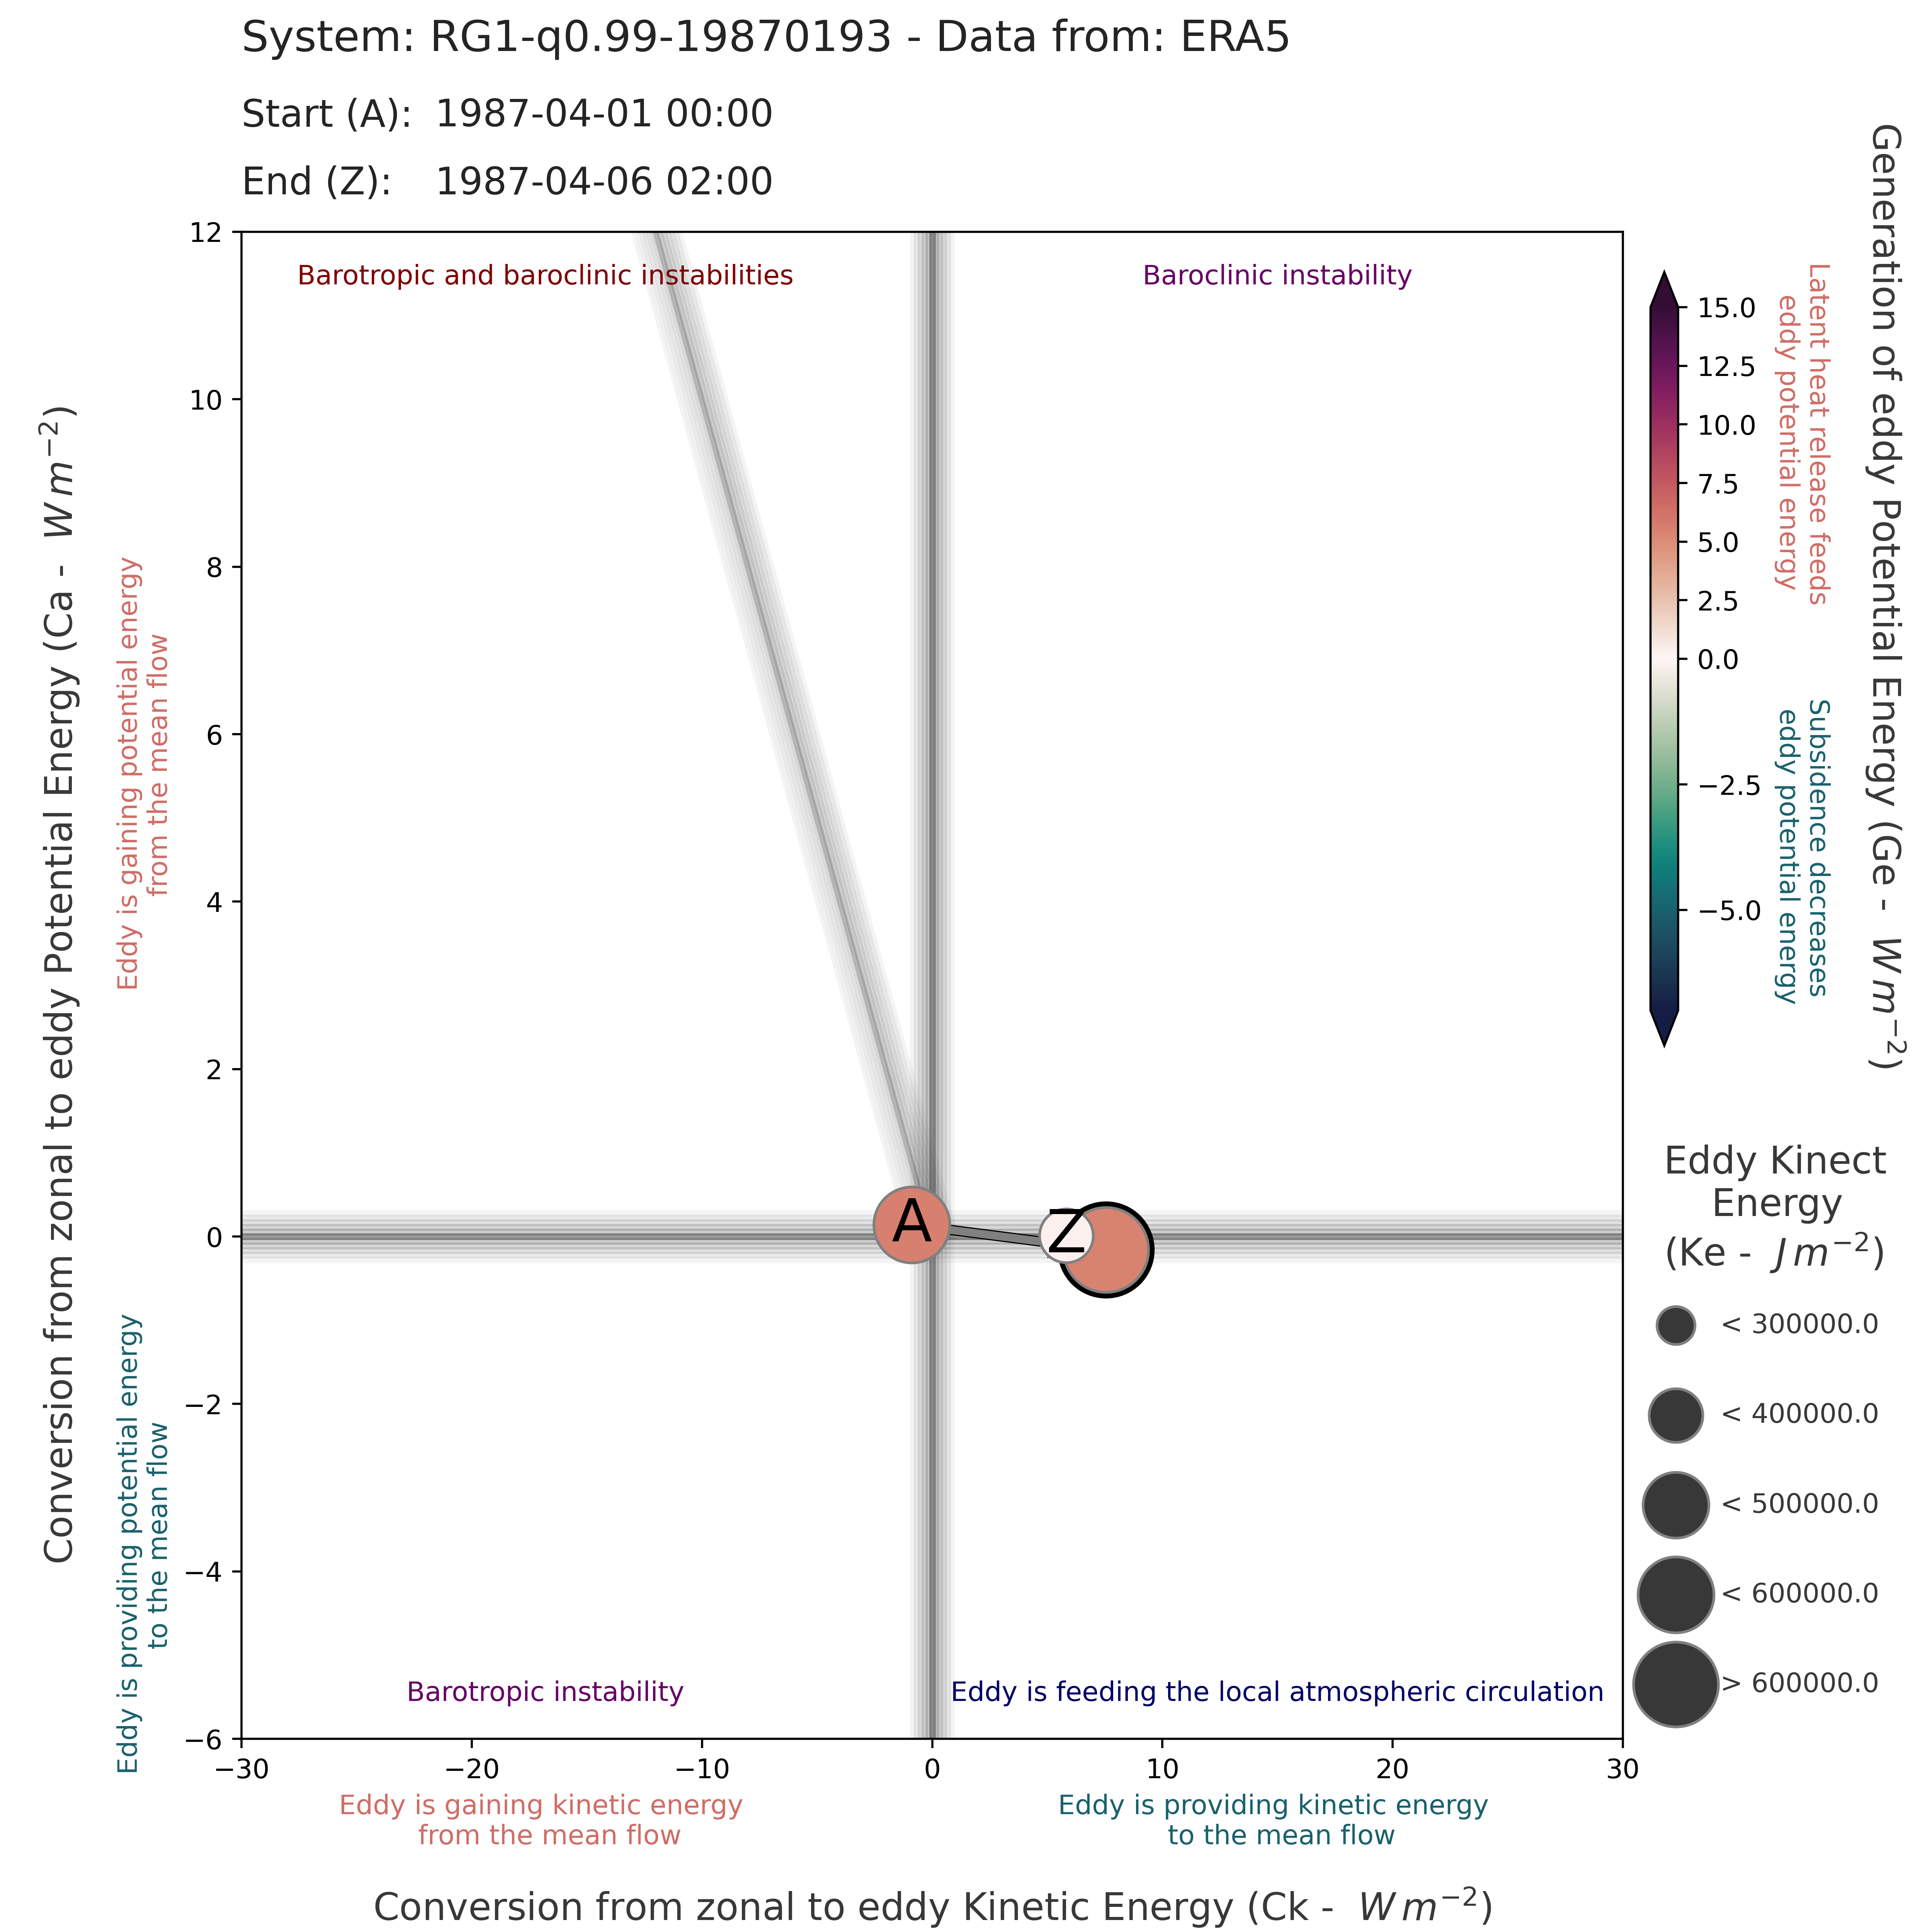 System: RG1-q0.99-19870193 - Data from: ERA5
Start (A): 1987-04-01 00:00
End (Z): 1987-04-06 02:00
Conversion from zonal to eddy Potential Energy (Ca - W m⁻²)
Eddy is gaining potential energy
from the mean flow
Eddy is providing potential energy
to the mean flow
12
10
8
6
4
2
0
−2
−4
−6
Barotropic and baroclinic instabilities
Baroclinic instability
A
Z
Barotropic instability
Eddy is feeding the local atmospheric circulation
−30
−20
−10
0
10
20
30
Eddy is gaining kinetic energy
from the mean flow
Eddy is providing kinetic energy
to the mean flow
Conversion from zonal to eddy Kinetic Energy (Ck - W m⁻²)
15.0
12.5
10.0
7.5
5.0
2.5
0.0
−2.5
−5.0
Latent heat release feeds
eddy potential energy
Subsidence decreases
eddy potential energy
Generation of eddy Potential Energy (Ge - W m⁻²)
Eddy Kinect
Energy
(Ke - J m⁻²)
< 300000.0
< 400000.0
< 500000.0
< 600000.0
> 600000.0